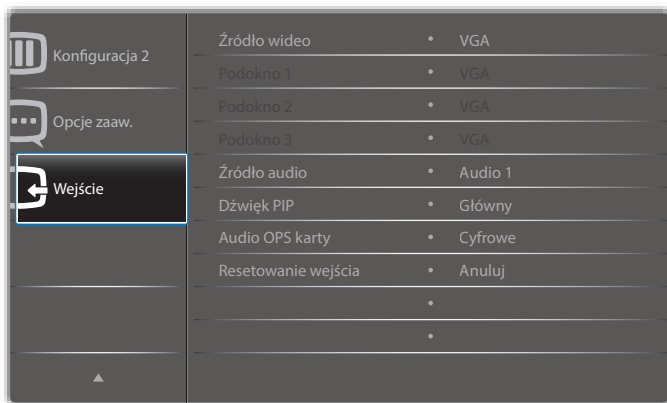 Konfiguracja 2
Opcje zaaw.
Wejście
Źródło wideo • VGA
Podokno 1 • VGA
Podokno 2 • VGA
Podokno 3 • VGA
Źródło audio • Audio 1
Dźwięk PIP • Główny
Audio OPS karty • Cyfrowe
Resetowanie wejścia • Anuluj
•
•